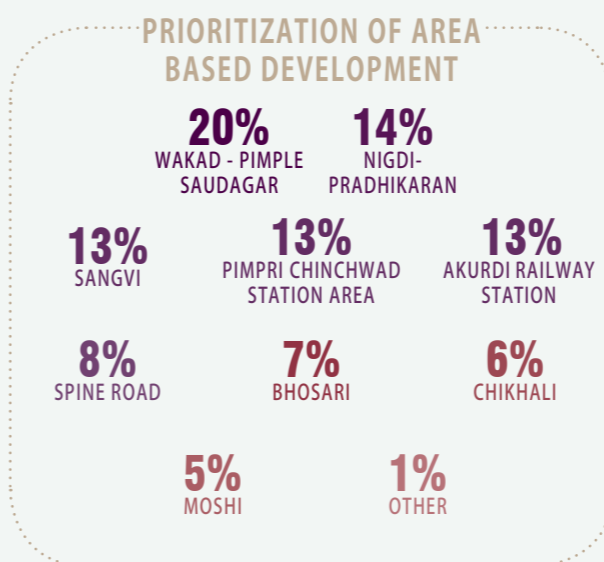 PRIORITIZATION OF AREA
BASED DEVELOPMENT
20%
WAKAD - PIMPLE
SAUDAGAR
14%
NIGDI-
PRADHIKARAN
13%
SANGVI
13%
PIMPRI CHINCHWAD
STATION AREA
13%
AKURDI RAILWAY
STATION
8%
SPINE ROAD
7%
BHOSARI
6%
CHIKHALI
5%
MOSHI
1%
OTHER